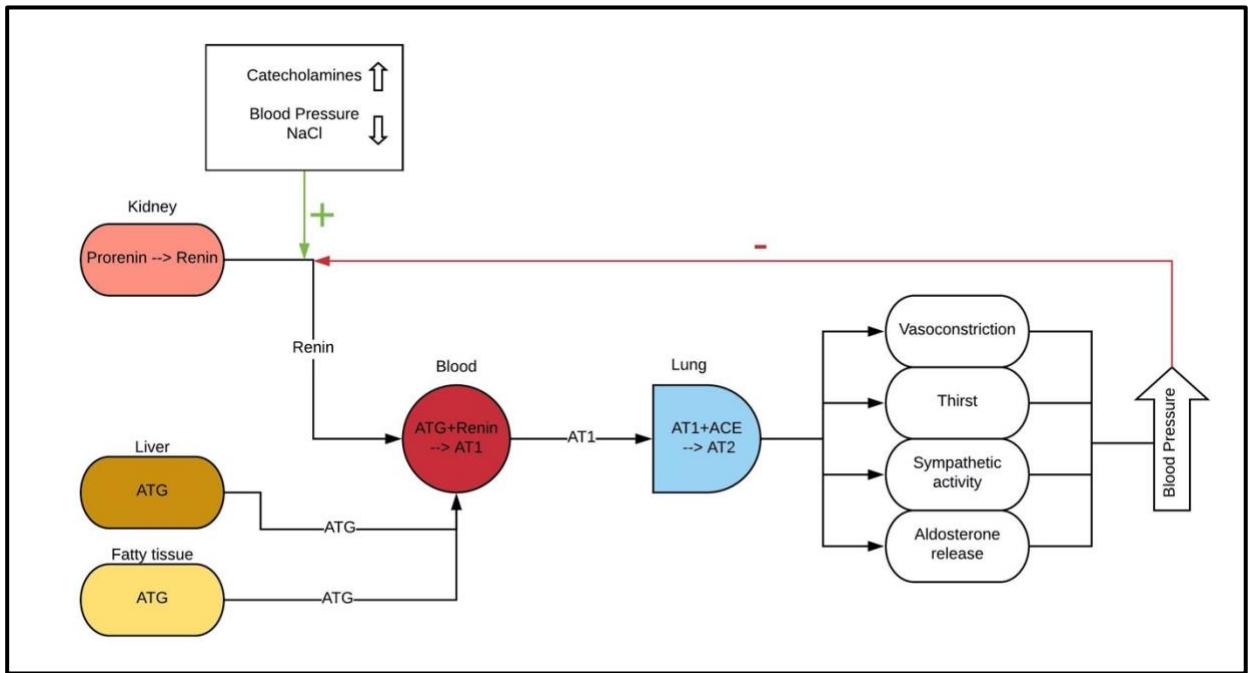 Catecholamines
Blood Pressure
NaCl
+
Kidney
Prorenin --> Renin
-
Renin
Blood
ATG+Renin
--> AT1
AT1
Lung
AT1+ACE
--> AT2
Vasoconstriction
Thirst
Sympathetic
activity
Aldosterone
release
Blood Pressure
Liver
ATG
ATG
Fatty tissue
ATG
ATG